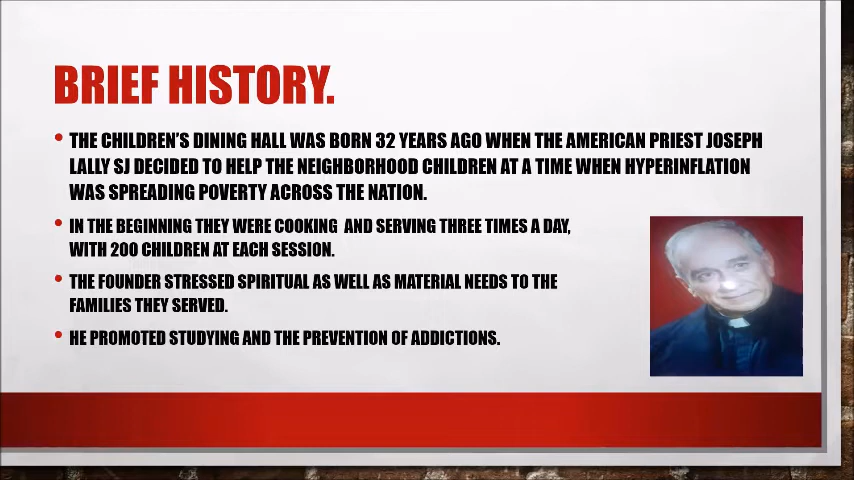 BRIEF HISTORY.
• THE CHILDREN'S DINING HALL WAS BORN 32 YEARS AGO WHEN THE AMERICAN PRIEST JOSEPH
LALLY SJ DECIDED TO HELP THE NEIGHBORHOOD CHILDREN AT A TIME WHEN HYPERINFLATION
WAS SPREADING POVERTY ACROSS THE NATION.
• IN THE BEGINNING THEY WERE COOKING AND SERVING THREE TIMES A DAY,
WITH 200 CHILDREN AT EACH SESSION.
• THE FOUNDER STRESSED SPIRITUAL AS WELL AS MATERIAL NEEDS TO THE
FAMILIES THEY SERVED.
• HE PROMOTED STUDYING AND THE PREVENTION OF ADDICTIONS.